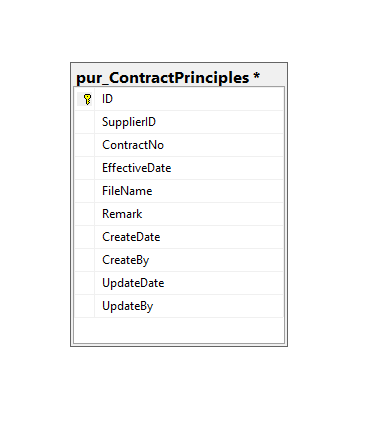 pur_ContractPrinciples *
ID
SupplierID
ContractNo
EffectiveDate
FileName
Remark
CreateDate
CreateBy
UpdateDate
UpdateBy